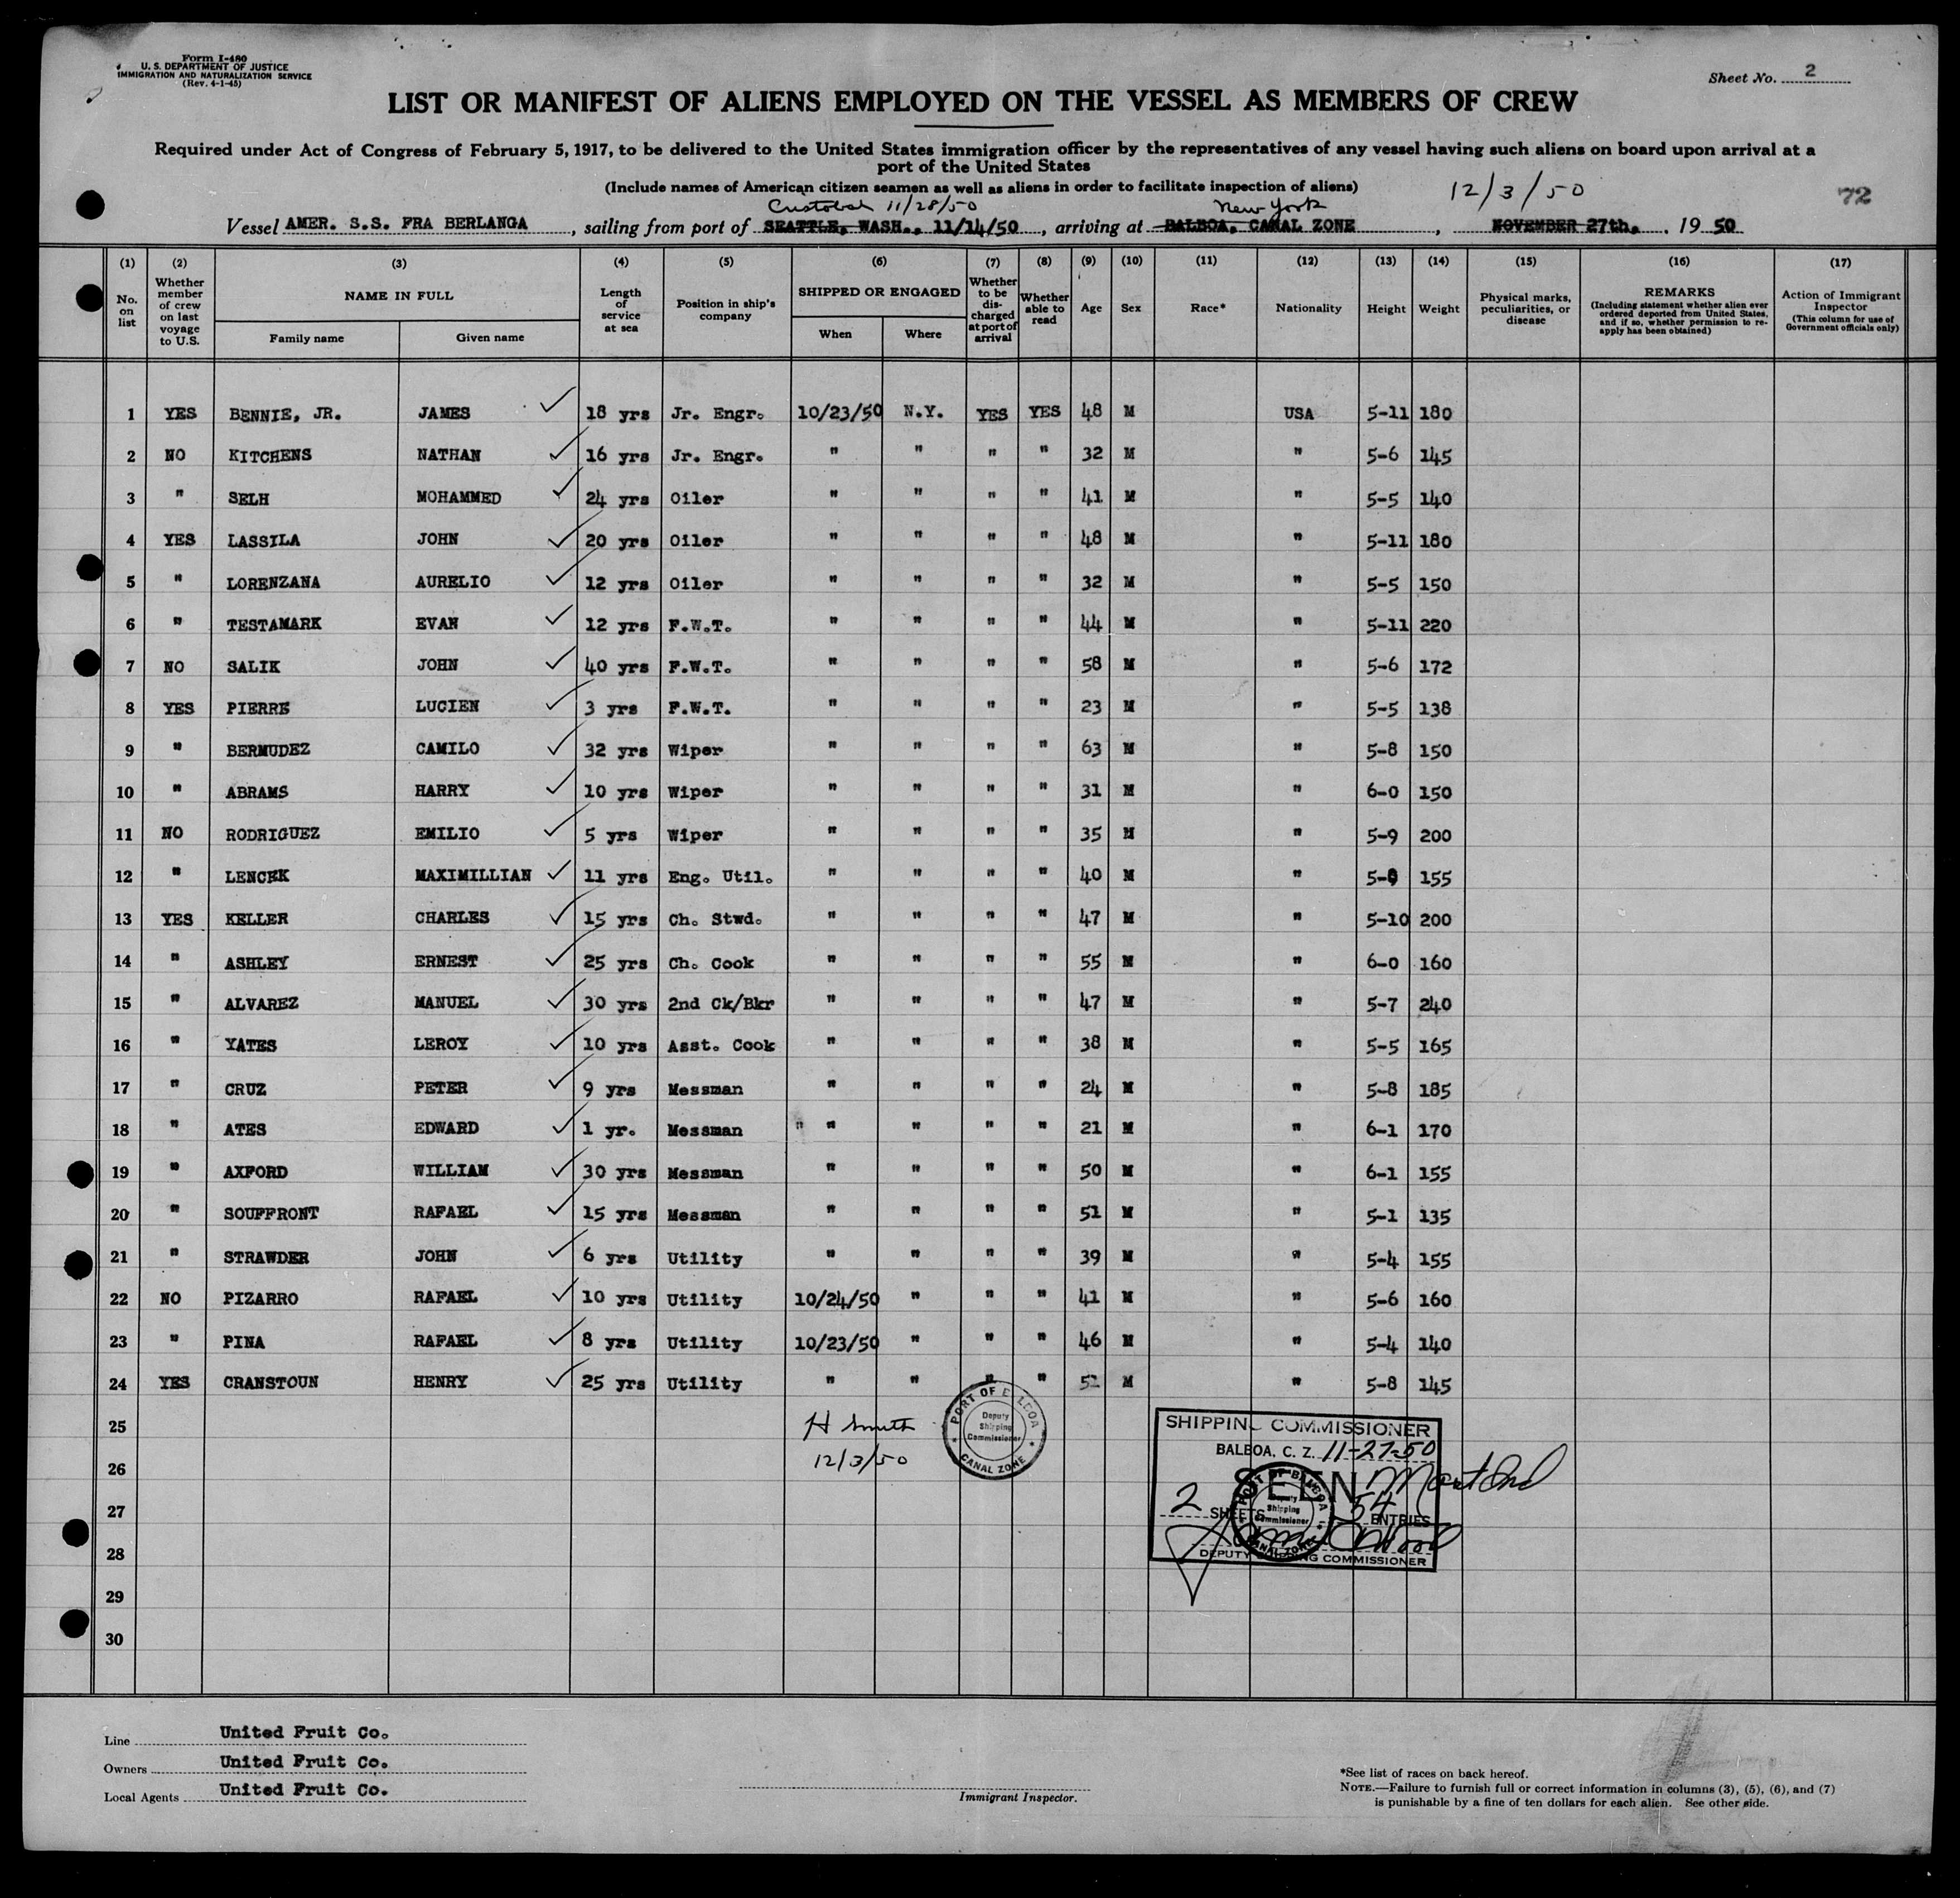 Form I-480
U. S. DEPARTMENT OF JUSTICE
IMMIGRATION AND NATURALIZATION SERVICE
(Rev. 4-1-45)
Sheet No. 2
LIST OR MANIFEST OF ALIENS EMPLOYED ON THE VESSEL AS MEMBERS OF CREW
Required under Act of Congress of February 5, 1917, to be delivered to the United States immigration officer by the representatives of any vessel having such aliens on board upon arrival at a
port of the United States
(Include names of American citizen seamen as well as aliens in order to facilitate inspection of aliens)
12/3/50
72
Cristobal 11/28/50 New York
Vessel AMER. S.S. FRA BERLANGA, sailing from port of SEATTLE, WASH., 11/14/50, arriving at BALBOA, CANAL ZONE, NOVEMBER 27th, 19 50
(1) (2) (3) (4) (5) (6) (7) (8) (9) (10) (11) (12) (13) (14) (15) (16) (17)
No. on list
Whether member of crew on last voyage to U.S.
NAME IN FULL
Family name
Given name
Length of service at sea
Position in ship's company
SHIPPED OR ENGAGED
When
Where
Whether to be discharged at port of arrival
Whether able to read
Age
Sex
Race*
Nationality
Height
Weight
Physical marks, peculiarities, or disease
REMARKS
(Including statement whether alien ever ordered deported from United States, and if so, whether permission to re-apply has been obtained)
Action of Immigrant Inspector
(This column for use of Government officials only)
1 YES BENNIE, JR. JAMES 18 yrs Jr. Engr. 10/23/50 N.Y. YES YES 48 M USA 5-11 180
2 NO KITCHENS NATHAN 16 yrs Jr. Engr. " " " " 32 M " 5-6 145
3 " SELH MOHAMMED 24 yrs Oiler " " " " 41 M " 5-5 140
4 YES LASSILA JOHN 20 yrs Oiler " " " " 48 M " 5-11 180
5 " LORENZANA AURELIO 12 yrs Oiler " " " " 32 M " 5-5 150
6 " TESTAMARK EVAN 12 yrs F.W.T. " " " " 44 M " 5-11 220
7 NO SALIK JOHN 40 yrs F.W.T. " " " " 58 M " 5-6 172
8 YES PIERRE LUCIEN 3 yrs F.W.T. " " " " 23 M " 5-5 138
9 " BERMUDEZ CAMILO 32 yrs Wiper " " " " 63 M " 5-8 150
10 " ABRAMS HARRY 10 yrs Wiper " " " " 31 M " 6-0 150
11 NO RODRIGUEZ EMILIO 5 yrs Wiper " " " " 35 M " 5-9 200
12 " LENCEK MAXIMILLIAN 11 yrs Eng. Util. " " " " 40 M " 155
13 YES KELLER CHARLES 15 yrs Ch. Stwd. " " " " 47 M " 5-10 200
14 " ASHLEY ERNEST 25 yrs Ch. Cook " " " " 55 M " 6-0 160
15 " ALVAREZ MANUEL 30 yrs 2nd Ck/Bkr " " " " 47 M " 5-7 240
16 " YATES LEROY 10 yrs Asst. Cook " " " " 38 M " 5-5 165
17 " CRUZ PETER 9 yrs Messman " " " " 24 M " 5-8 185
18 " ATES EDWARD 1 yr. Messman " " " " " 21 M " 6-1 170
19 " AXFORD WILLIAM 30 yrs Messman " " " " 50 M " 6-1 155
20 " SOUFFRONT RAFAEL 15 yrs Messman " " " " 51 M " 5-1 135
21 " STRAWDER JOHN 6 yrs Utility " " " " 39 M " 5-4 155
22 NO PIZARRO RAFAEL 10 yrs Utility 10/24/50 " " " 41 M " 5-6 160
23 " PINA RAFAEL 8 yrs Utility 10/23/50 " " " 46 M " 5-4 140
24 YES CRANSTOUN HENRY 25 yrs Utility " " " " 52 M " 5-8 145
25
26
27
28
29
30
H Smith
12/3/50
PORT OF BALBOA
Deputy Shipping Commissioner
CANAL ZONE
SHIPPING COMMISSIONER
BALBOA, C. Z. 11-27-50
SEEN
2 SHEETS 54 ENTRIES
DEPUTY SHIPPING COMMISSIONER
PORT OF BALBOA
Deputy Shipping Commissioner
CANAL ZONE
Line United Fruit Co.
Owners United Fruit Co.
Local Agents United Fruit Co.
Immigrant Inspector.
*See list of races on back hereof.
NOTE.—Failure to furnish full or correct information in columns (3), (5), (6), and (7)
is punishable by a fine of ten dollars for each alien. See other side.